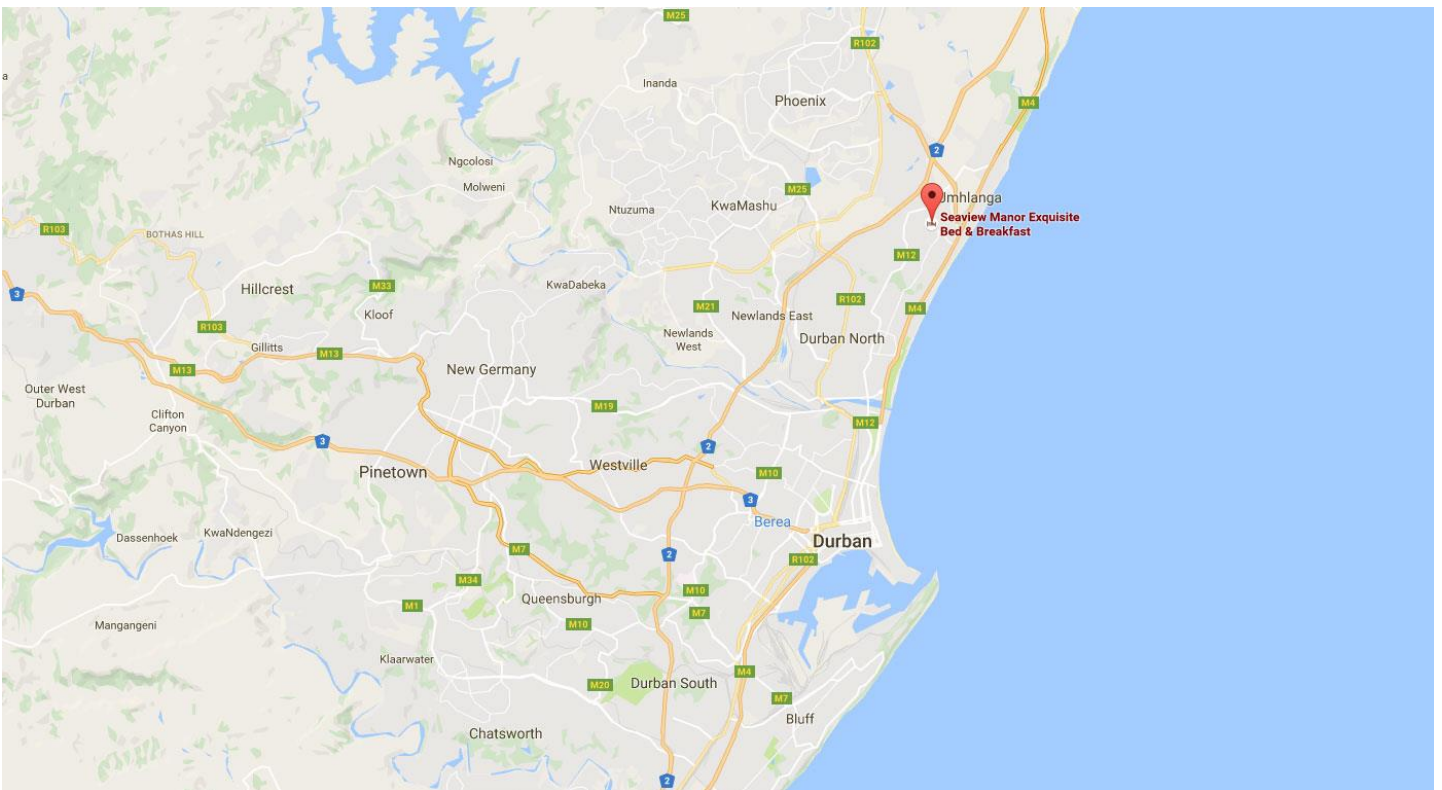 M25
R102
a
Inanda
Phoenix
M4
2
Ngcolosi
Molweni
M25
Ntuzuma
KwaMashu
Umhlanga
Seaview Manor Exquisite
Bed & Breakfast
R103
BOTHAS HILL
M12
Hillcrest
M33
KwaDabeka
3
R102
M21
M4
Kloof
Newlands East
R103
Newlands
West
Durban North
Gillitts
M13
M13
New Germany
Outer West
Durban
M19
Clifton
Canyon
M12
3
2
Pinetown
Westville
M10
3
Berea
KwaNdengezi
Dassenhoek
Durban
M7
2
R102
M34
M10
Queensburgh
M1
M7
Mangangeni
M10
Klaarwater
M4
M20
Durban South
M7
Bluff
Chatsworth
2